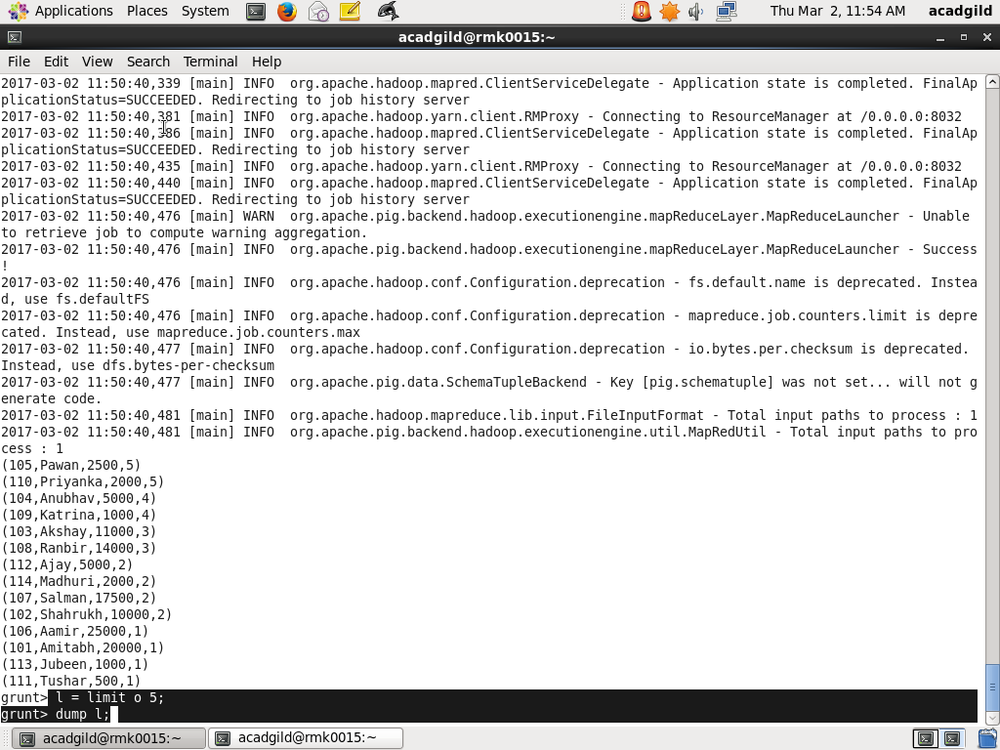 Applications Places System Thu Mar 2, 11:54 AM acadgild
acadgild@rmk0015:~
File Edit View Search Terminal Help
2017-03-02 11:50:40,339 [main] INFO  org.apache.hadoop.mapred.ClientServiceDelegate - Application state is completed. FinalAp
plicationStatus=SUCCEEDED. Redirecting to job history server
2017-03-02 11:50:40,381 [main] INFO  org.apache.hadoop.yarn.client.RMProxy - Connecting to ResourceManager at /0.0.0.0:8032
2017-03-02 11:50:40,386 [main] INFO  org.apache.hadoop.mapred.ClientServiceDelegate - Application state is completed. FinalAp
plicationStatus=SUCCEEDED. Redirecting to job history server
2017-03-02 11:50:40,435 [main] INFO  org.apache.hadoop.yarn.client.RMProxy - Connecting to ResourceManager at /0.0.0.0:8032
2017-03-02 11:50:40,440 [main] INFO  org.apache.hadoop.mapred.ClientServiceDelegate - Application state is completed. FinalAp
plicationStatus=SUCCEEDED. Redirecting to job history server
2017-03-02 11:50:40,476 [main] WARN  org.apache.pig.backend.hadoop.executionengine.mapReduceLayer.MapReduceLauncher - Unable
to retrieve job to compute warning aggregation.
2017-03-02 11:50:40,476 [main] INFO  org.apache.pig.backend.hadoop.executionengine.mapReduceLayer.MapReduceLauncher - Success
!
2017-03-02 11:50:40,476 [main] INFO  org.apache.hadoop.conf.Configuration.deprecation - fs.default.name is deprecated. Instea
d, use fs.defaultFS
2017-03-02 11:50:40,476 [main] INFO  org.apache.hadoop.conf.Configuration.deprecation - mapreduce.job.counters.limit is depre
cated. Instead, use mapreduce.job.counters.max
2017-03-02 11:50:40,477 [main] INFO  org.apache.hadoop.conf.Configuration.deprecation - io.bytes.per.checksum is deprecated.
Instead, use dfs.bytes-per-checksum
2017-03-02 11:50:40,477 [main] INFO  org.apache.pig.data.SchemaTupleBackend - Key [pig.schematuple] was not set... will not g
enerate code.
2017-03-02 11:50:40,481 [main] INFO  org.apache.hadoop.mapreduce.lib.input.FileInputFormat - Total input paths to process : 1
2017-03-02 11:50:40,481 [main] INFO  org.apache.pig.backend.hadoop.executionengine.util.MapRedUtil - Total input paths to pro
cess : 1
(105,Pawan,2500,5)
(110,Priyanka,2000,5)
(104,Anubhav,5000,4)
(109,Katrina,1000,4)
(103,Akshay,11000,3)
(108,Ranbir,14000,3)
(112,Ajay,5000,2)
(114,Madhuri,2000,2)
(107,Salman,17500,2)
(102,Shahrukh,10000,2)
(106,Aamir,25000,1)
(101,Amitabh,20000,1)
(113,Jubeen,1000,1)
(111,Tushar,500,1)
grunt> l = limit o 5;
grunt> dump l;
acadgild@rmk0015:~ acadgild@rmk0015:~